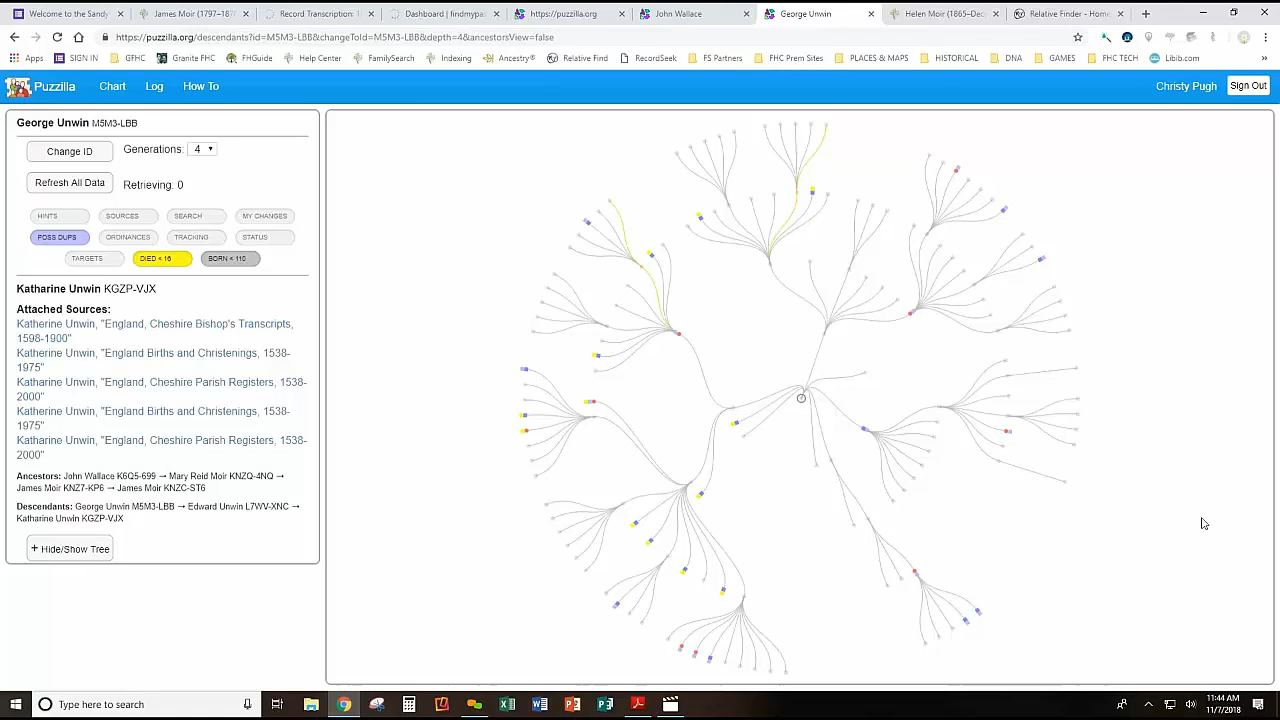 Welcome to the Sandy
James Moir (1797–18
Record Transcription:
Dashboard | findmypa
https://puzzilla.org
John Wallace
George Unwin
Helen Moir (1865–Dec
Relative Finder - Home
https://puzzilla.org/descendants?id=M5M3-LBB&changeToId=M5M3-LBB&depth=4&ancestorsView=false
Apps SIGN IN GFHC Granite FHC FHGuide Help Center FamilySearch Indexing Ancestry® Relative Find RecordSeek FS Partners FHC Prem Sites PLACES & MAPS HISTORICAL DNA GAMES FHC TECH Libib.com
Puzzilla Chart Log How To Christy Pugh Sign Out
George Unwin M5M3-LBB
Change ID Generations: 4
Refresh All Data Retrieving: 0
HINTS SOURCES SEARCH MY CHANGES
POSS DUPS ORDINANCES TRACKING STATUS
TARGETS DIED < 16 BORN < 110
Katharine Unwin KGZP-VJX
Attached Sources:
Katherine Unwin, "England, Cheshire Bishop's Transcripts,
1598-1900"
Katherine Unwin, "England Births and Christenings, 1538-
1975"
Katharine Unwin, "England, Cheshire Parish Registers, 1538-
2000"
Katherine Unwin, "England Births and Christenings, 1538-
1975"
Katharine Unwin, "England, Cheshire Parish Registers, 1538-
2000"
Ancestors: John Wallace K6Q5-699 → Mary Reid Moir KNZQ-4NQ →
James Moir KNZ7-KP6 → James Moir KNZC-ST6
Descendants: George Unwin M5M3-LBB → Edward Unwin L7WV-XNC →
Katharine Unwin KGZP-VJX
+ Hide/Show Tree
Type here to search
11:44 AM
11/7/2018